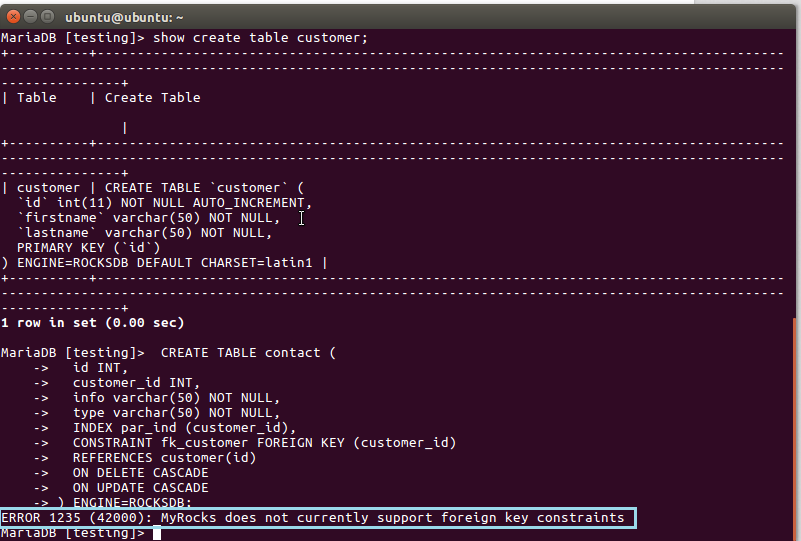 ubuntu@ubuntu: ~
MariaDB [testing]> show create table customer;
+----------+--------------------------------------------------------------------------------------
--------------------------------------------------------------------------------------------------
---------------+
| Table    | Create Table
|
+----------+--------------------------------------------------------------------------------------
--------------------------------------------------------------------------------------------------
---------------+
| customer | CREATE TABLE `customer` (
  `id` int(11) NOT NULL AUTO_INCREMENT,
  `firstname` varchar(50) NOT NULL,
  `lastname` varchar(50) NOT NULL,
  PRIMARY KEY (`id`)
) ENGINE=ROCKSDB DEFAULT CHARSET=latin1 |
+----------+--------------------------------------------------------------------------------------
--------------------------------------------------------------------------------------------------
---------------+
1 row in set (0.00 sec)
MariaDB [testing]>  CREATE TABLE contact (
    ->   id INT,
    ->   customer_id INT,
    ->   info varchar(50) NOT NULL,
    ->   type varchar(50) NOT NULL,
    ->   INDEX par_ind (customer_id),
    ->   CONSTRAINT fk_customer FOREIGN KEY (customer_id)
    ->   REFERENCES customer(id)
    ->   ON DELETE CASCADE
    ->   ON UPDATE CASCADE
    -> ) ENGINE=ROCKSDB;
ERROR 1235 (42000): MyRocks does not currently support foreign key constraints
MariaDB [testing]>